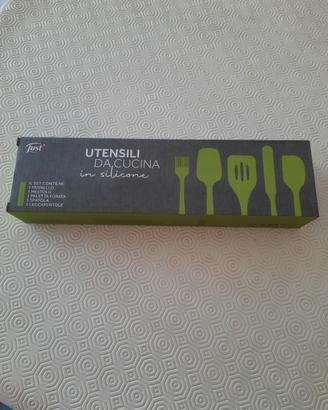 Just
UTENSILI
DA CUCINA
in silicone
IL SET CONTIENE:
1 PENNELLO
1 MESTOLO
1 PALETTA FORATA
1 SPATOLA
1 LECCAPENTOLE